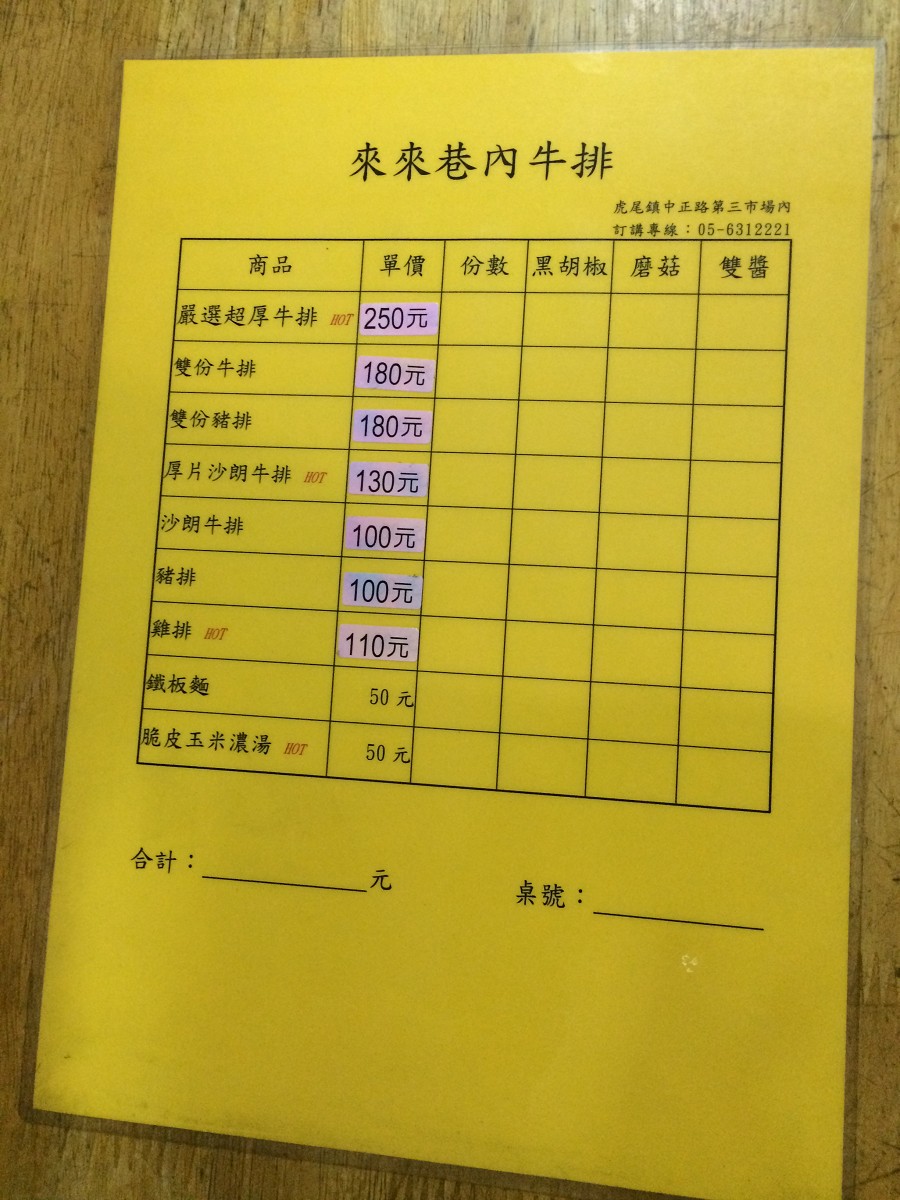 來來巷內牛排
虎尾鎮中正路第三市場內
訂講專線：05-6312221
商品 單價 份數 黑胡椒 磨菇 雙醬
嚴選超厚牛排 HOT 250元
雙份牛排 180元
雙份豬排 180元
厚片沙朗牛排 HOT 130元
沙朗牛排 100元
豬排 100元
雞排 HOT 110元
鐵板麵 50 元
脆皮玉米濃湯 HOT 50 元
合計：________元
桌號：________